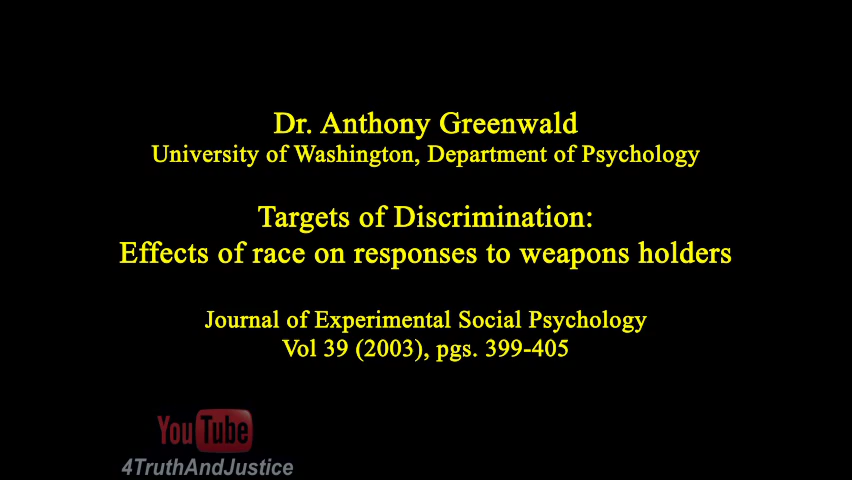 Dr. Anthony Greenwald
University of Washington, Department of Psychology
Targets of Discrimination:
Effects of race on responses to weapons holders
Journal of Experimental Social Psychology
Vol 39 (2003), pgs. 399-405
YouTube
4TruthAndJustice